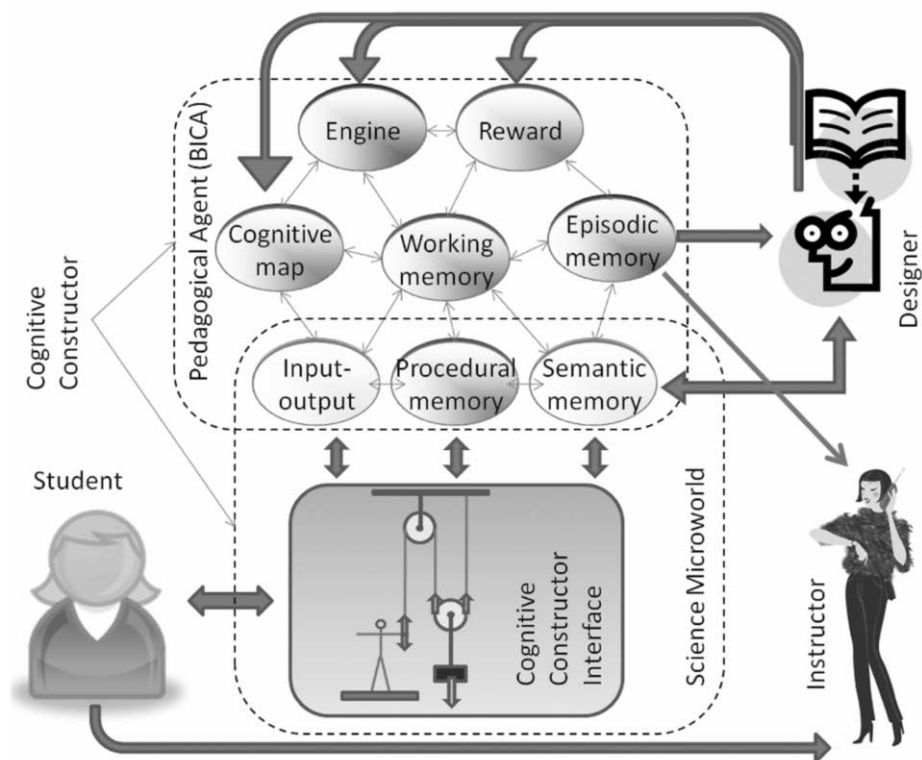 Pedagogical Agent (BICA)
Engine
Reward
Cognitive
map
Working
memory
Episodic
memory
Designer
Cognitive
Constructor
Input-
output
Procedural
memory
Semantic
memory
Student
Cognitive
Constructor
Interface
Science Microworld
Instructor